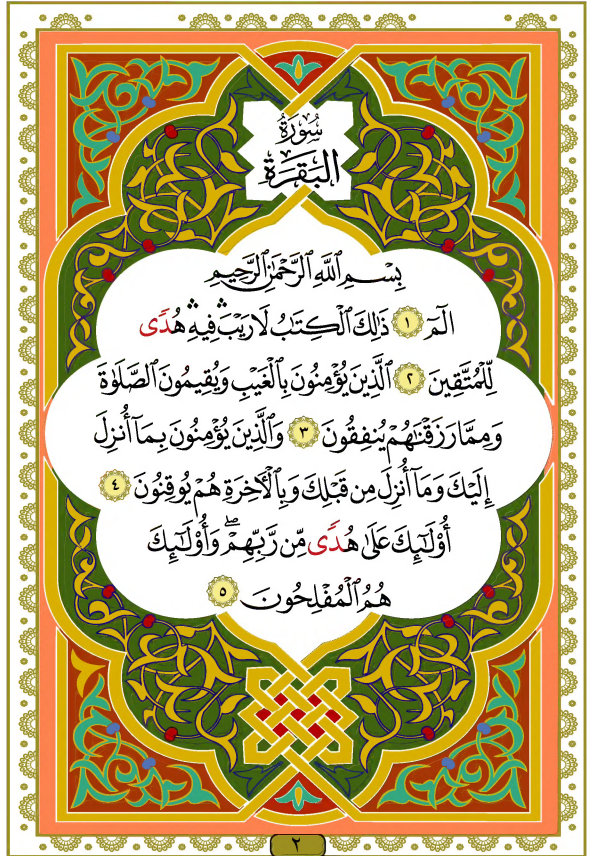 سُورَةُ
البَقَرَةِ
بِسْمِ ٱللَّهِ ٱلرَّحْمَٰنِ ٱلرَّحِيمِ
الٓمٓ ١ ذَٰلِكَ ٱلْكِتَٰبُ لَا رَيْبَ ۛ فِيهِ ۛ هُدًى
لِّلْمُتَّقِينَ ٢ ٱلَّذِينَ يُؤْمِنُونَ بِٱلْغَيْبِ وَيُقِيمُونَ ٱلصَّلَوٰةَ
وَمِمَّا رَزَقْنَٰهُمْ يُنفِقُونَ ٣ وَٱلَّذِينَ يُؤْمِنُونَ بِمَآ أُنزِلَ
إِلَيْكَ وَمَآ أُنزِلَ مِن قَبْلِكَ وَبِٱلْأَخِرَةِ هُمْ يُوقِنُونَ ٤
أُوْلَٰٓئِكَ عَلَىٰ هُدًى مِّن رَّبِّهِمْ ۖ وَأُوْلَٰٓئِكَ
هُمُ ٱلْمُفْلِحُونَ ٥
٢